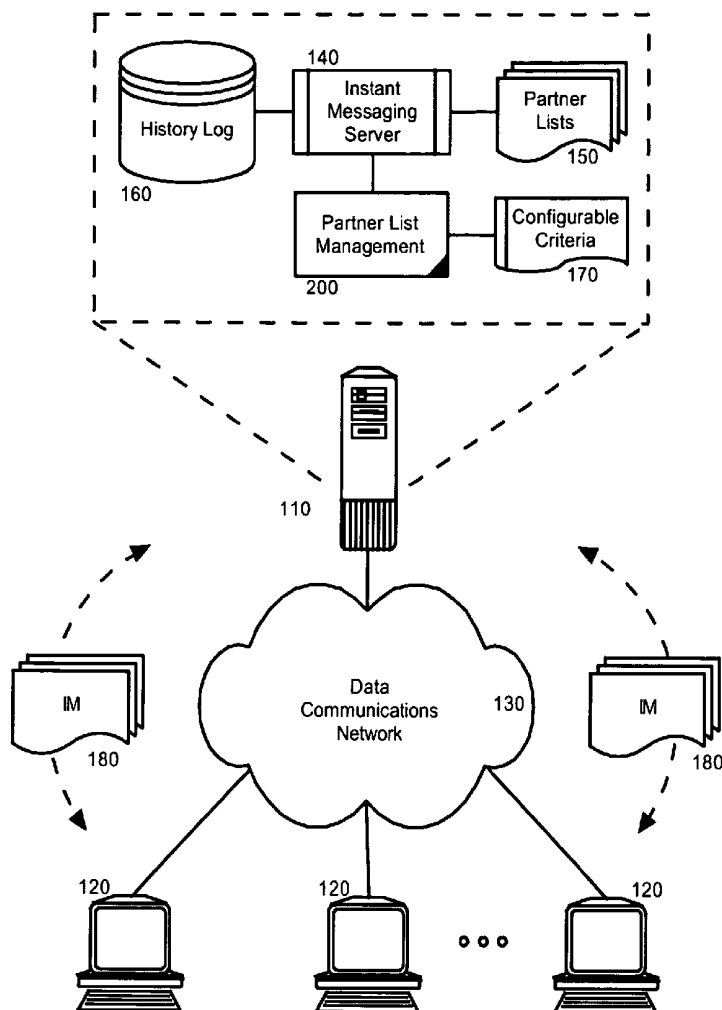 140
Instant
Messaging
Server
History Log
160
Partner
Lists
150
Partner List
Management
200
Configurable
Criteria
170
110
Data
Communications
Network
130
IM
180
IM
180
120
120
120